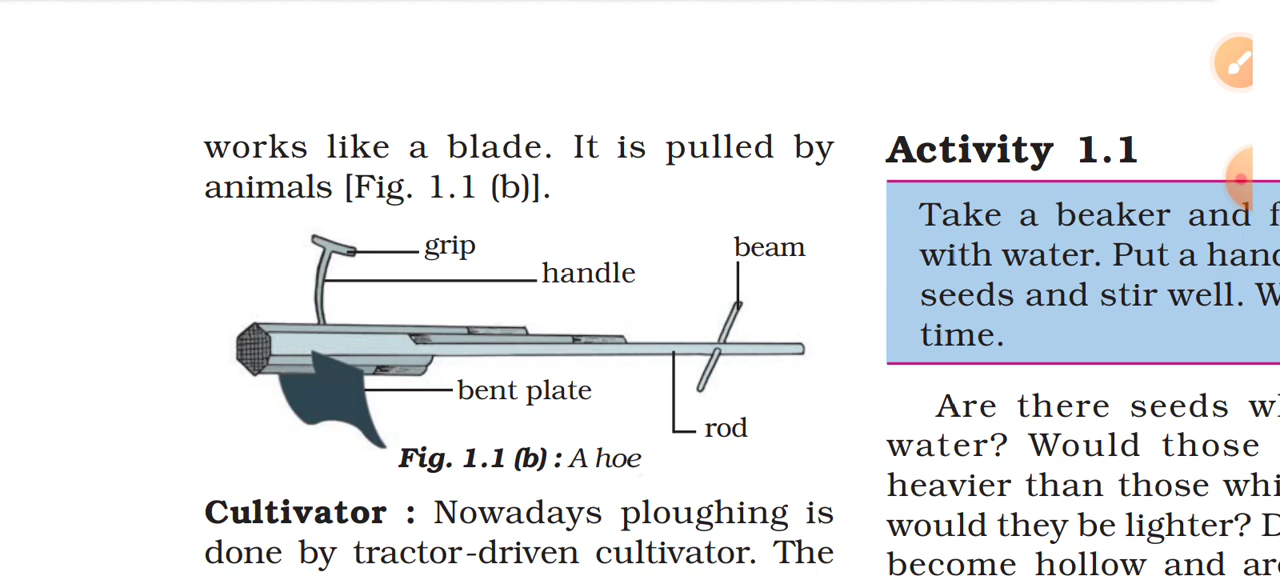 works like a blade. It is pulled by
animals [Fig. 1.1 (b)].
grip
handle
beam
bent plate
rod
Fig. 1.1 (b) : A hoe
Cultivator : Nowadays ploughing is
done by tractor-driven cultivator. The
Activity 1.1
Take a beaker and
with water. Put a
seeds and stir well.
time.
Are there seeds
water? Would those
heavier than those
would they be lighter?
become hollow and